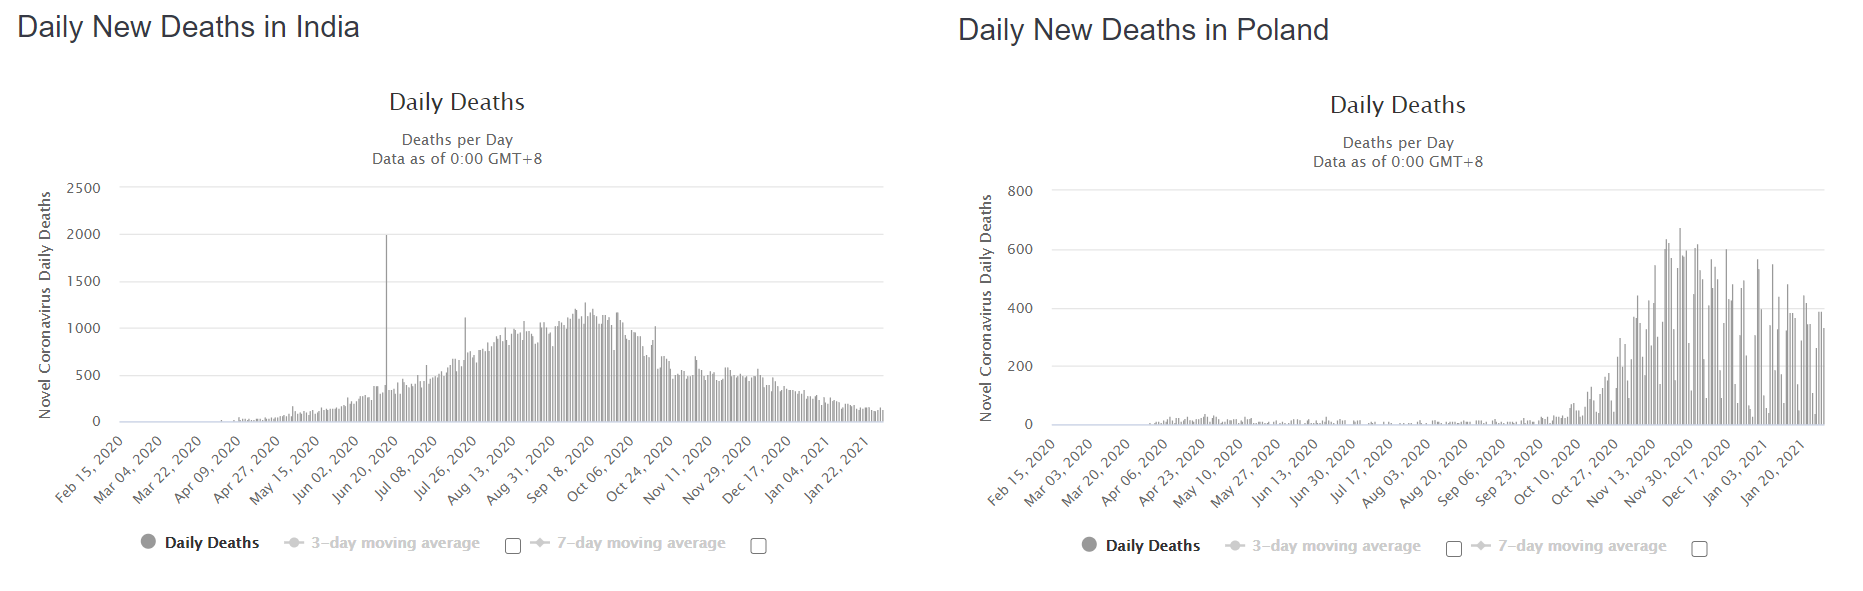 Daily New Deaths in India
Daily Deaths
Deaths per Day
Data as of 0:00 GMT+8
Novel Coronavirus Daily Deaths
2500
2000
1500
1000
500
0
Feb 15, 2020
Mar 04, 2020
Mar 22, 2020
Apr 09, 2020
Apr 27, 2020
May 15, 2020
Jun 02, 2020
Jun 20, 2020
Jul 08, 2020
Jul 26, 2020
Aug 13, 2020
Aug 31, 2020
Sep 18, 2020
Oct 06, 2020
Oct 24, 2020
Nov 11, 2020
Nov 29, 2020
Dec 17, 2020
Jan 04, 2021
Jan 22, 2021
Daily Deaths
3-day moving average
7-day moving average
Daily New Deaths in Poland
Daily Deaths
Deaths per Day
Data as of 0:00 GMT+8
Novel Coronavirus Daily Deaths
800
600
400
200
0
Feb 15, 2020
Mar 03, 2020
Mar 20, 2020
Apr 06, 2020
Apr 23, 2020
May 10, 2020
May 27, 2020
Jun 13, 2020
Jun 30, 2020
Jul 17, 2020
Aug 03, 2020
Aug 20, 2020
Sep 06, 2020
Sep 23, 2020
Oct 10, 2020
Oct 27, 2020
Nov 13, 2020
Nov 30, 2020
Dec 17, 2020
Jan 03, 2021
Jan 20, 2021
Daily Deaths
3-day moving average
7-day moving average